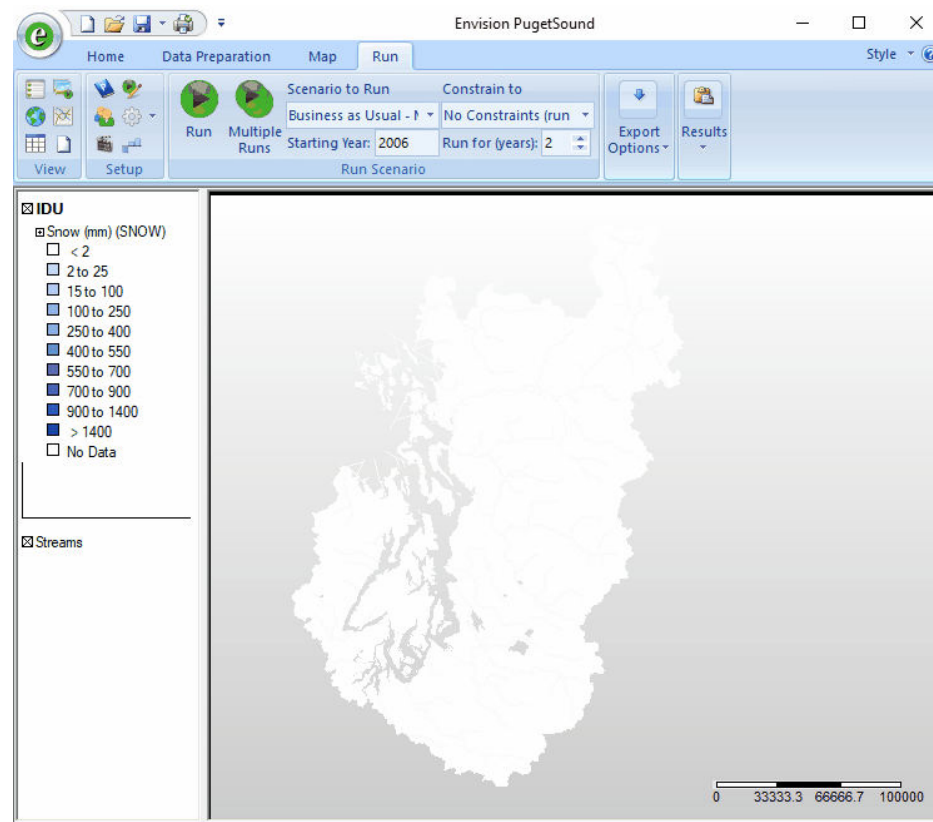 Envision PugetSound
Home Data Preparation Map Run Style
Scenario to Run Constrain to
Business as Usual - No Constraints (run
Starting Year: 2006 Run for (years): 2
Run Multiple Runs Export Options Results
View Setup Run Scenario
IDU
Snow (mm) (SNOW)
< 2
2 to 25
15 to 100
100 to 250
250 to 400
400 to 550
550 to 700
700 to 900
900 to 1400
> 1400
No Data
Streams
0 33333.3 66666.7 100000